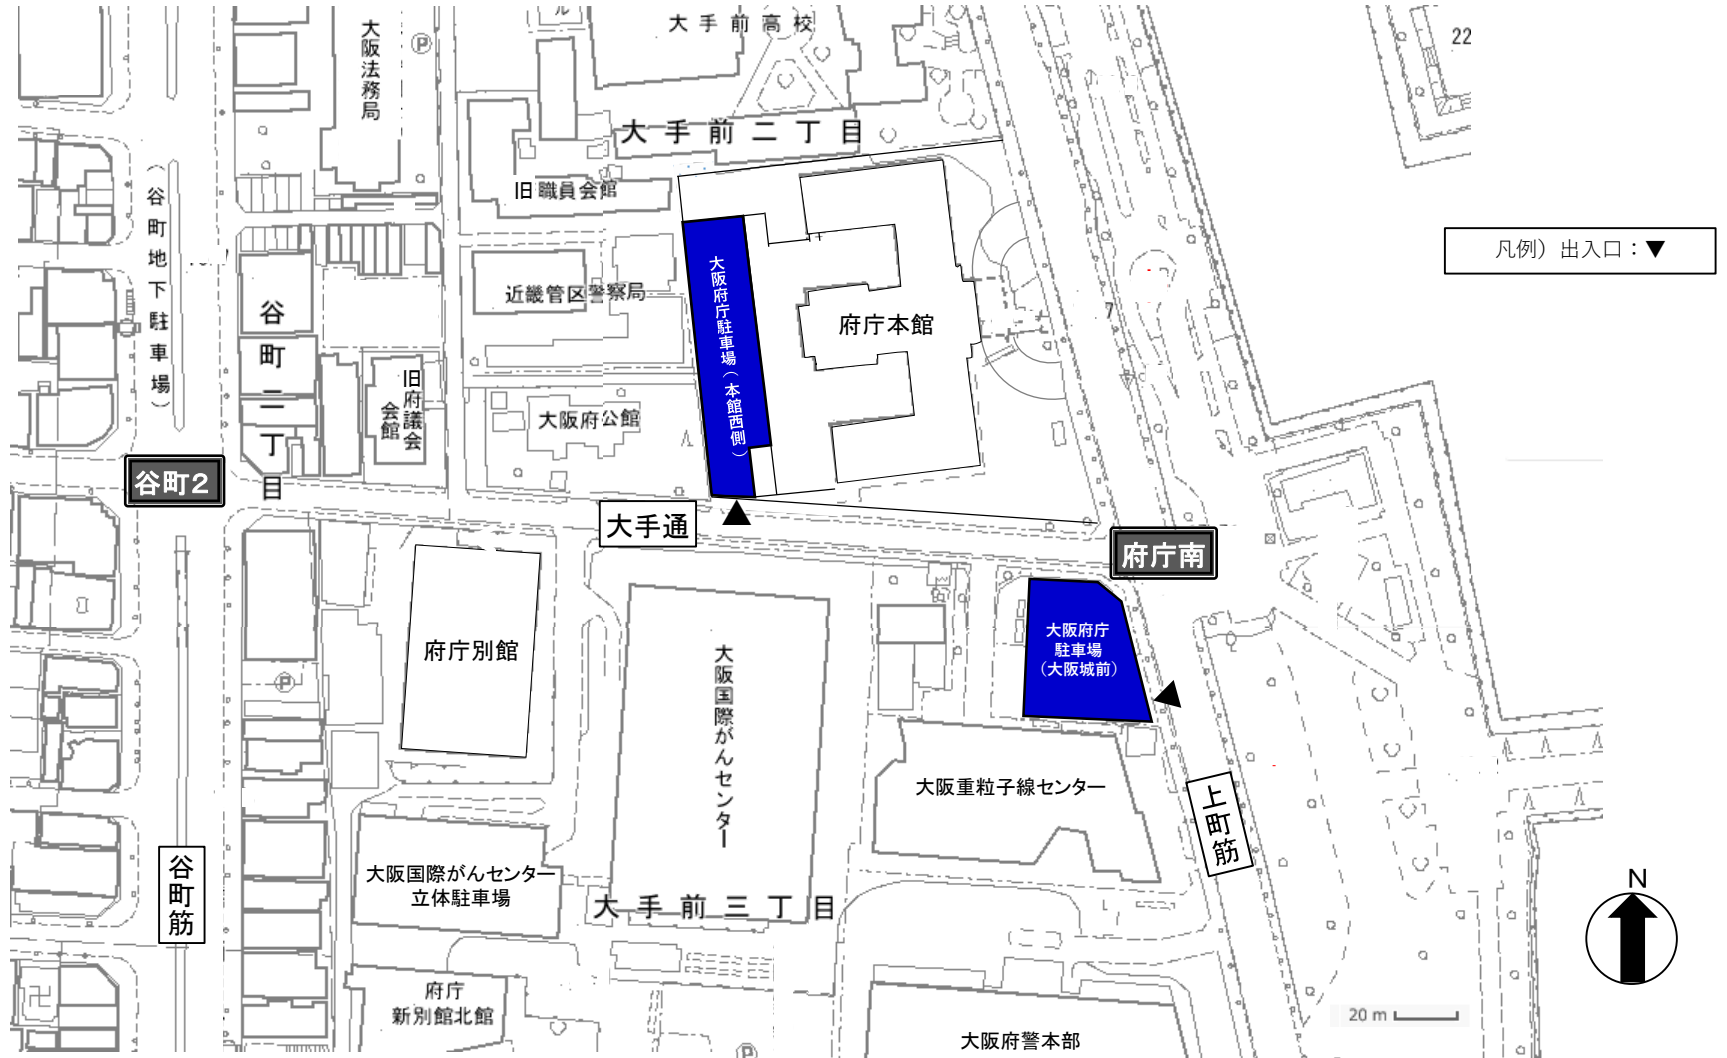 ル
大手前高校
22
大阪法務局
P
大手前二丁目
旧職員会館
（谷町地下駐車場）
凡例）出入口：▼
近畿管区警察局
大阪府庁駐車場（本館西側）
府庁本館
7
谷町二丁目
旧府議会
会館
大阪府公館
谷町2
大手通
府庁南
府庁別館
大阪府庁
駐車場
（大阪城前）
P
大阪国際がんセンター
大阪重粒子線センター
上町筋
谷町筋
大阪国際がんセンター
立体駐車場
大手前三丁目
N
府庁
新別館北館
20 m
大阪府警本部
P